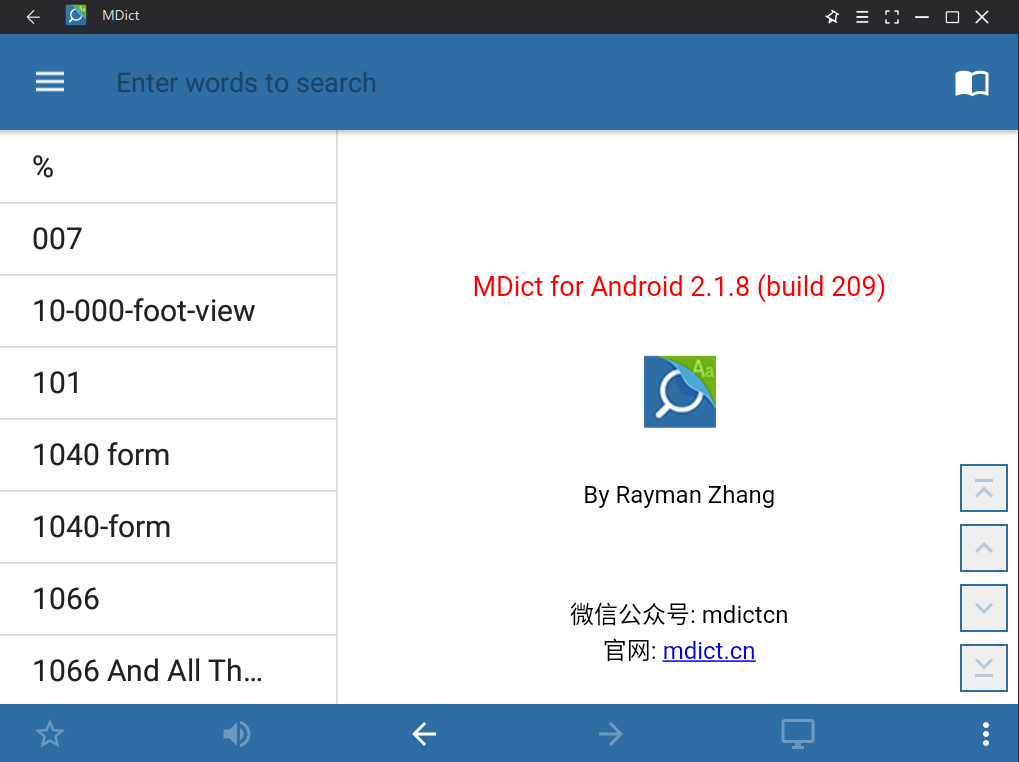 MDict
Enter words to search
%
007
10-000-foot-view
101
1040 form
1040-form
1066
1066 And All Th...
MDict for Android 2.1.8 (build 209)
Aa
By Rayman Zhang
微信公众号: mdictcn
官网: mdict.cn